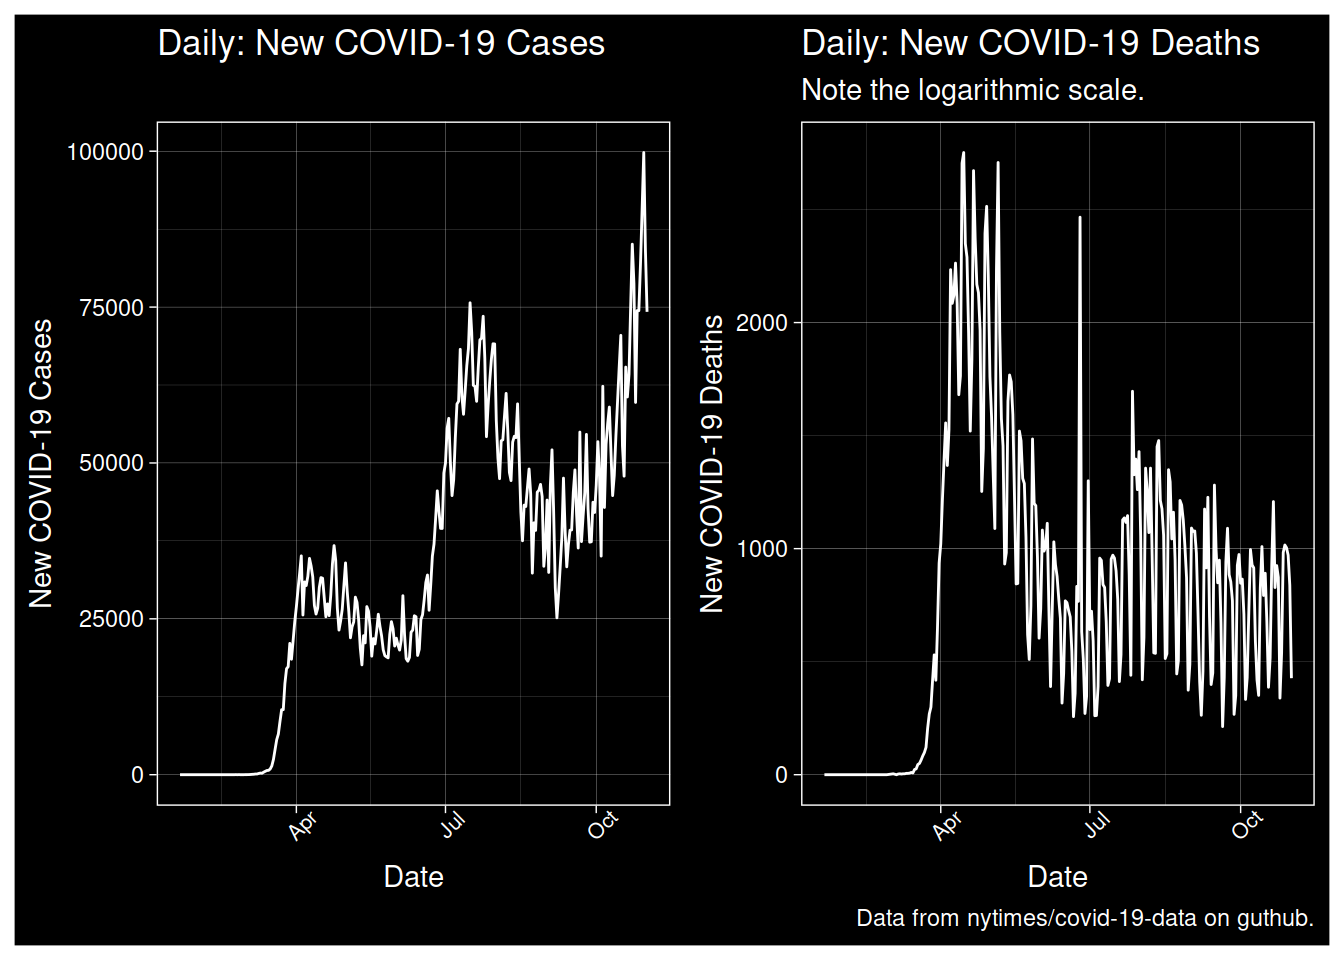 Daily: New COVID-19 Cases
New COVID-19 Cases
100000
75000
50000
25000
0
Apr
Jul
Oct
Date
Daily: New COVID-19 Deaths
Note the logarithmic scale.
New COVID-19 Deaths
2000
1000
0
Apr
Jul
Oct
Date
Data from nytimes/covid-19-data on guthub.